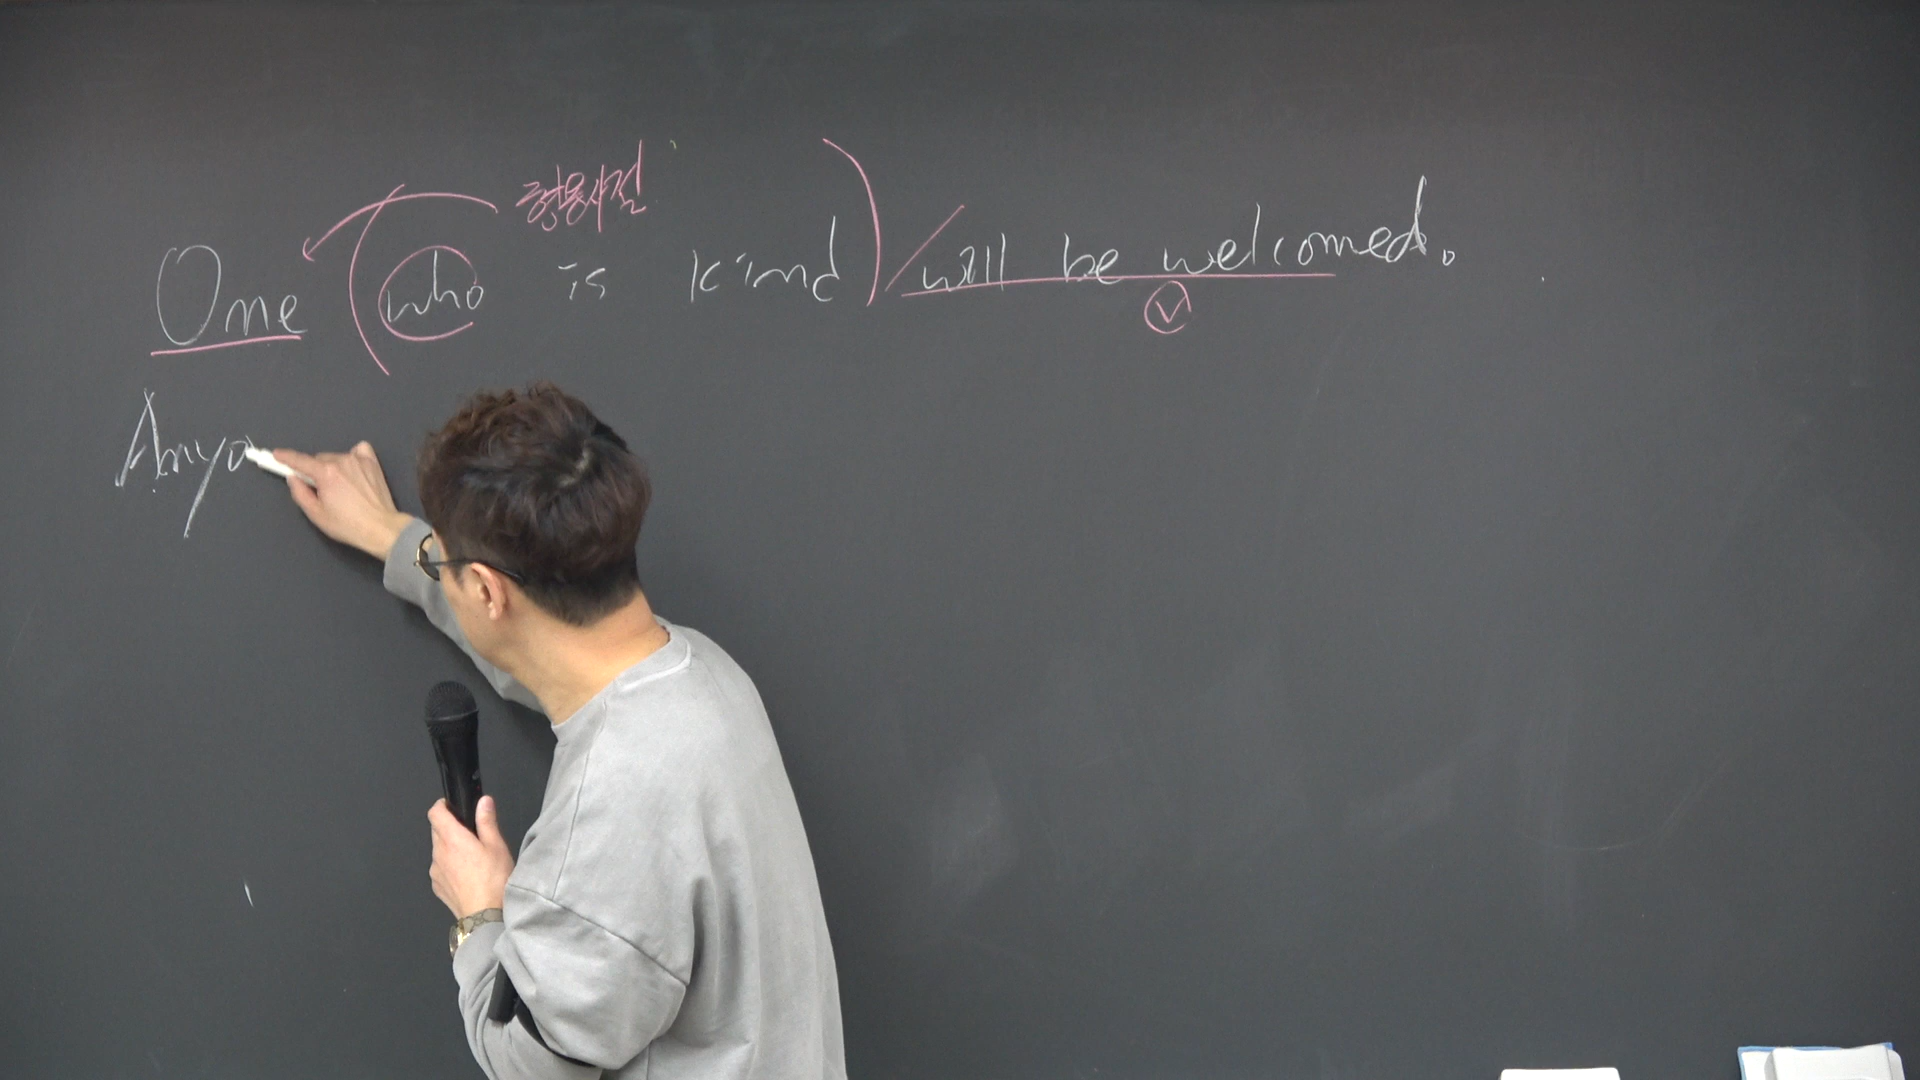 형용사절
One (who is kind) / will be welcomed.
V
Anyo